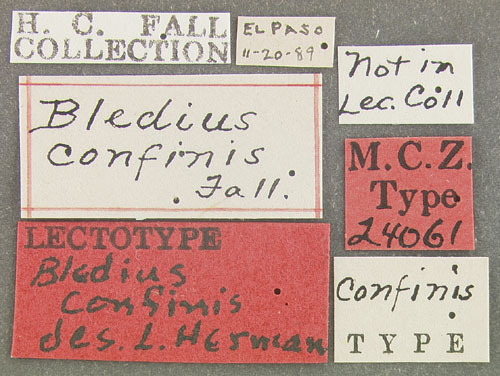 H. C. FALL
COLLECTION
EL PASO
11-20-89
Not in
Lec. Coll
Bledius
confinis
Fall.
M.C.Z.
Type
24061
LECTOTYPE
Bledius
confinis
des. L. Herman
confinis
TYPE